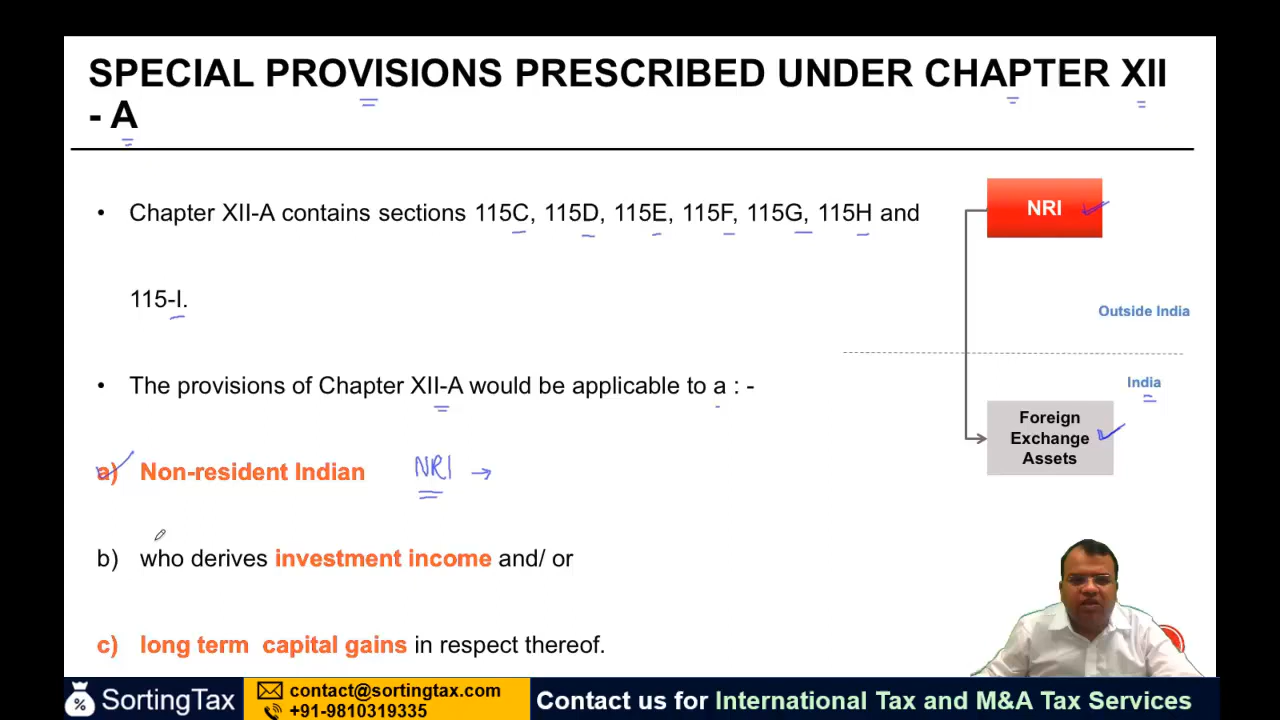 SPECIAL PROVISIONS PRESCRIBED UNDER CHAPTER XII
- A
• Chapter XII-A contains sections 115C, 115D, 115E, 115F, 115G, 115H and
115-I.
• The provisions of Chapter XII-A would be applicable to a : -
a) Non-resident Indian NRI →
b) who derives investment income and/ or
c) long term capital gains in respect thereof.
NRI
Outside India
India
Foreign
Exchange
Assets
SortingTax
contact@sortingtax.com
+91-9810319335
Contact us for International Tax and M&A Tax Services